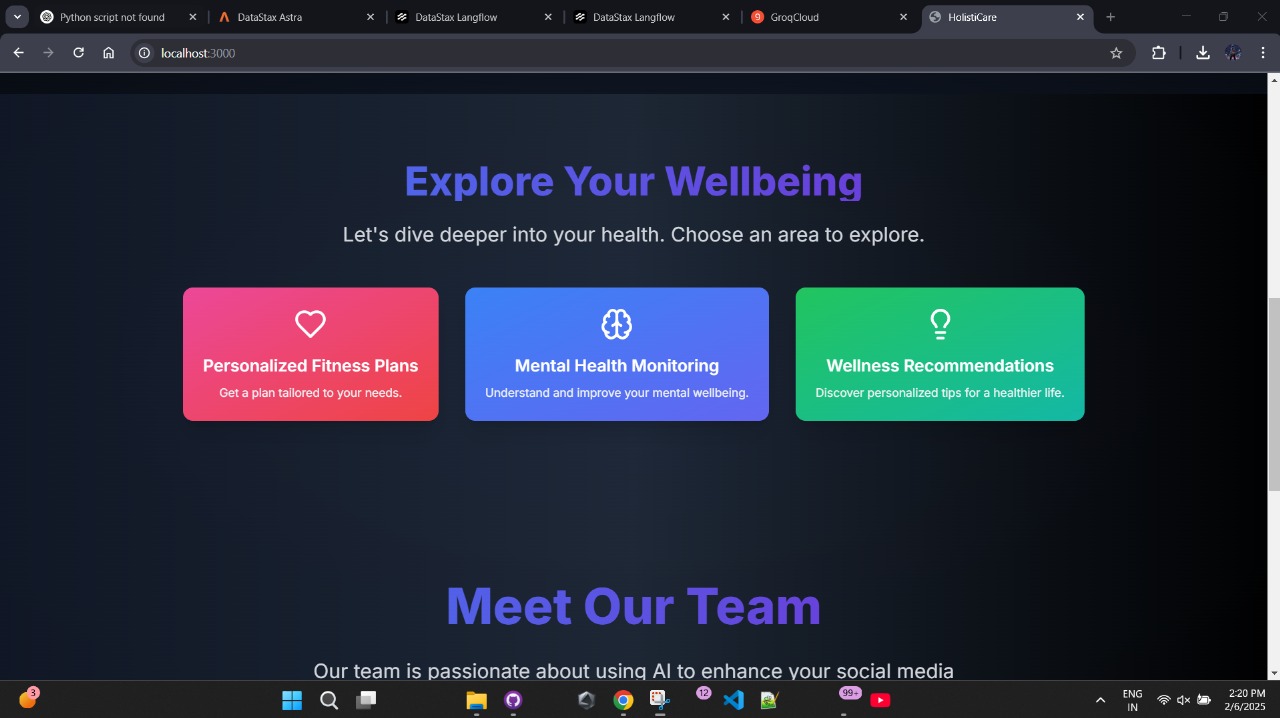 Python script not found
DataStax Astra
DataStax Langflow
DataStax Langflow
GroqCloud
HolistiCare
localhost:3000
Explore Your Wellbeing
Let's dive deeper into your health. Choose an area to explore.
Personalized Fitness Plans
Get a plan tailored to your needs.
Mental Health Monitoring
Understand and improve your mental wellbeing.
Wellness Recommendations
Discover personalized tips for a healthier life.
Meet Our Team
Our team is passionate about using AI to enhance your social media
3
12
99+
ENG
IN
2:20 PM
2/6/2025